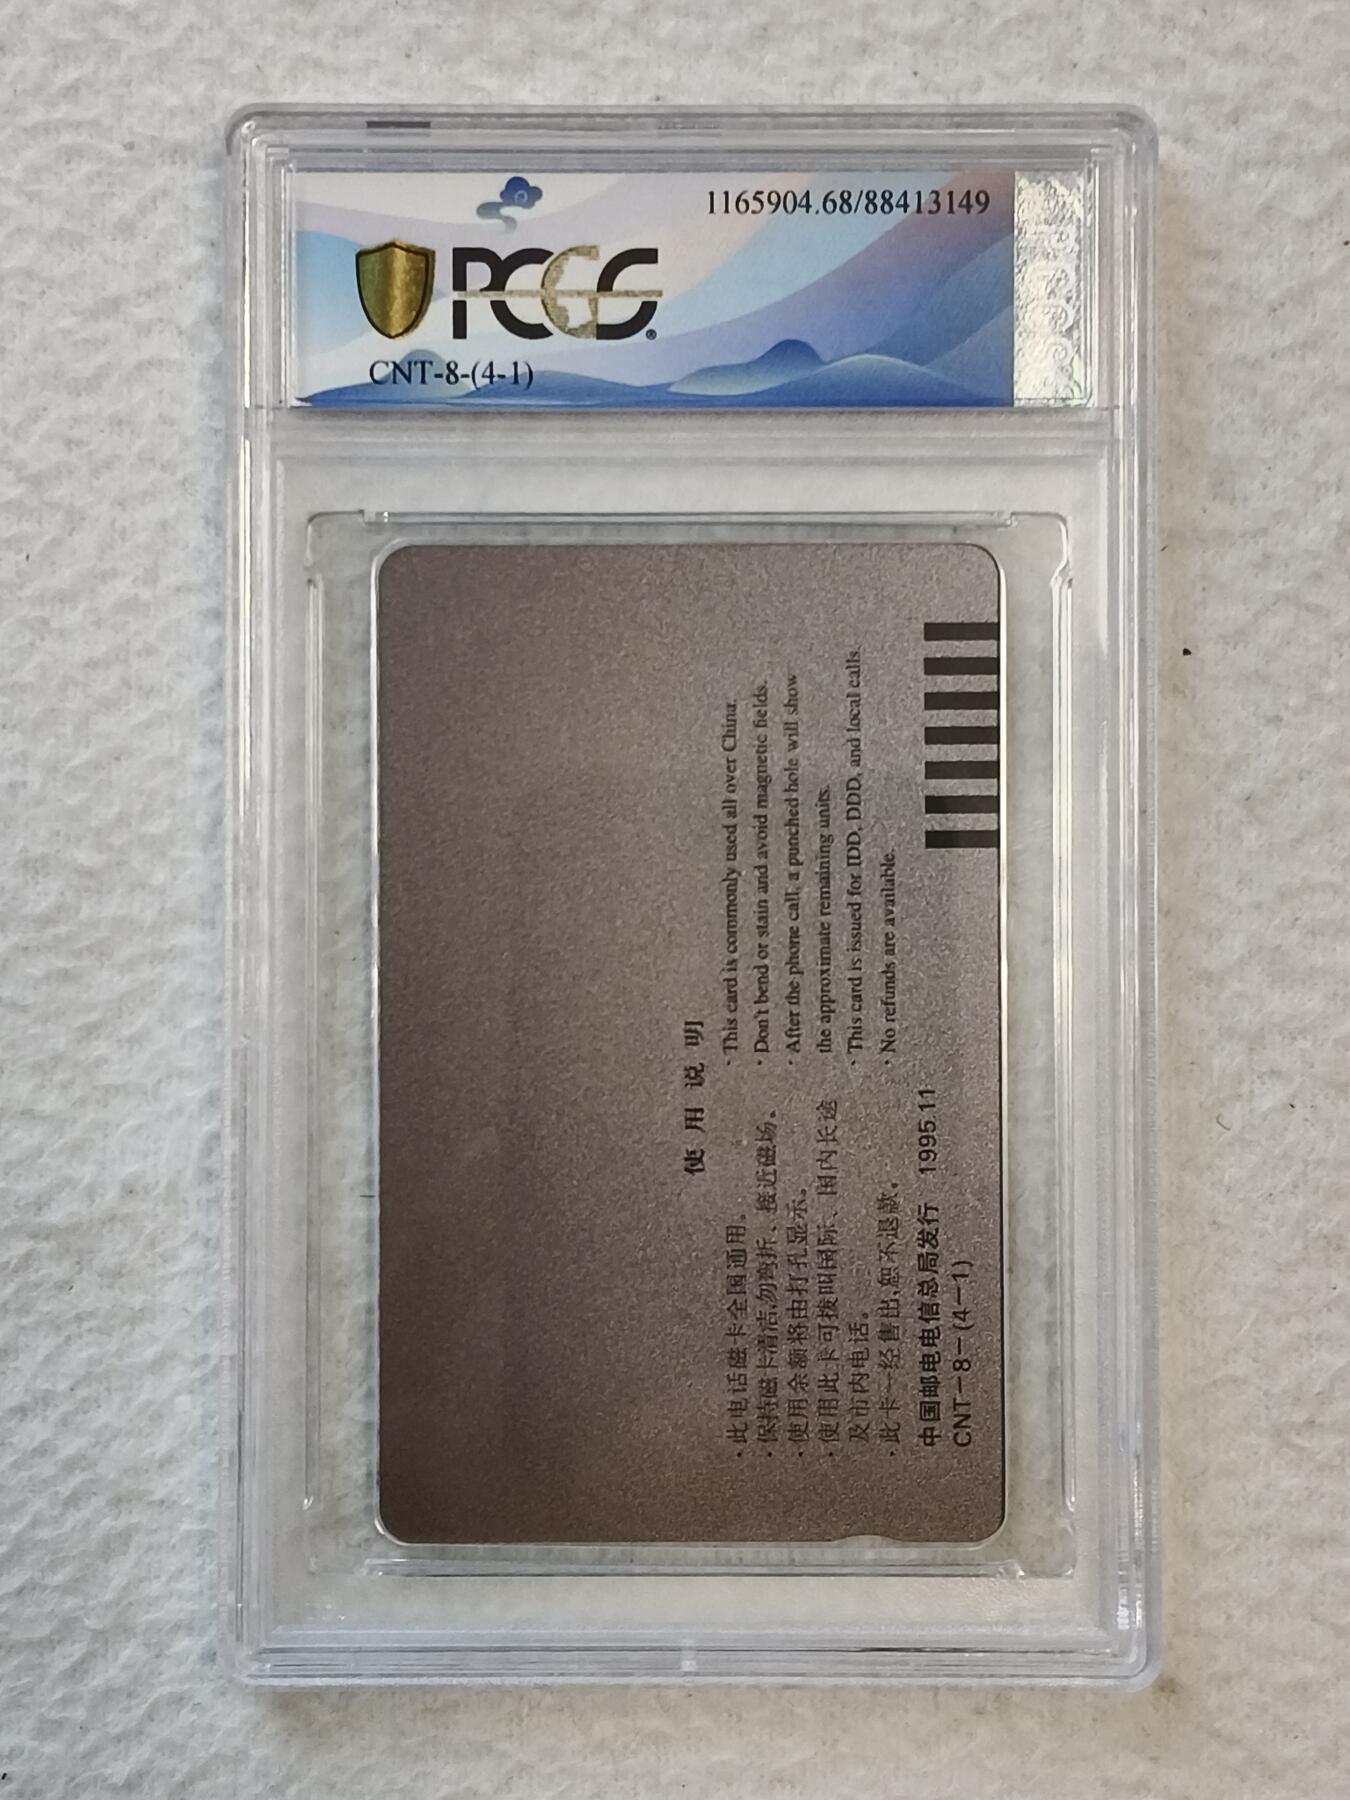 1165904.68/88413149
PCGS
CNT-8-(4-1)
使用说明
·此电话磁卡全国通用。
·保持磁卡清洁,勿弯折、接近磁场。
·使用余额将由打孔显示。
·使用此卡可拨叫国际、国内长途
及市内电话。
·此卡一经售出,恕不退款。
·This card is commonly used all over China.
·Don't bend or stain and avoid magnetic fields.
·After the phone call, a punched hole will show
the approximate remaining units.
·This card is issued for IDD, DDD, and local calls.
·No refunds are available.
中国邮电电信总局发行 1995.11
CNT-8-(4-1)